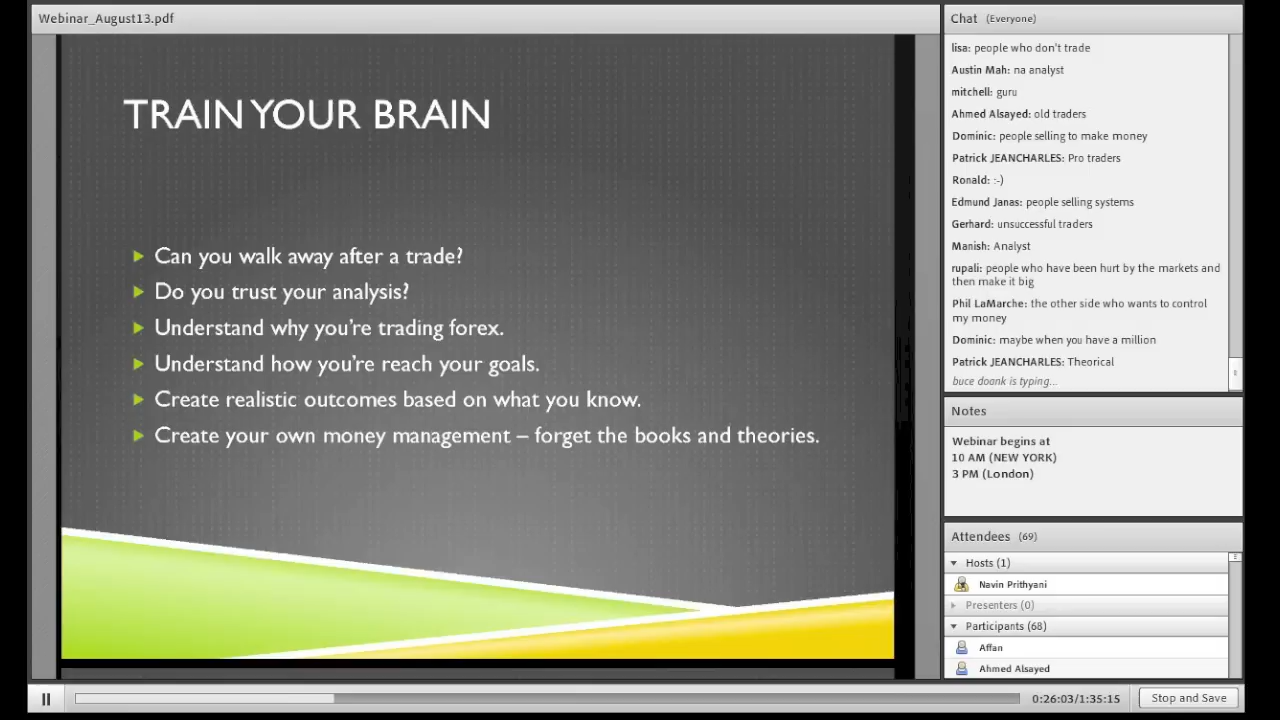 Webinar_August13.pdf
TRAIN YOUR BRAIN
Can you walk away after a trade?
Do you trust your analysis?
Understand why you're trading forex.
Understand how you're reach your goals.
Create realistic outcomes based on what you know.
Create your own money management – forget the books and theories.
Chat (Everyone)
lisa: people who don't trade
Austin Mah: na analyst
mitchell: guru
Ahmed Alsayed: old traders
Dominic: people selling to make money
Patrick JEANCHARLES: Pro traders
Ronald: :-)
Edmund Janas: people selling systems
Gerhard: unsuccessful traders
Manish: Analyst
rupali: people who have been hurt by the markets and
then make it big
Phil LaMarche: the other side who wants to control
my money
Dominic: maybe when you have a million
Patrick JEANCHARLES: Theorical
buce doank is typing...
Notes
Webinar begins at
10 AM (NEW YORK)
3 PM (London)
Attendees (69)
Hosts (1)
Navin Prithyani
Presenters (0)
Participants (68)
Affan
Ahmed Alsayed
0:26:03/1:35:15
Stop and Save